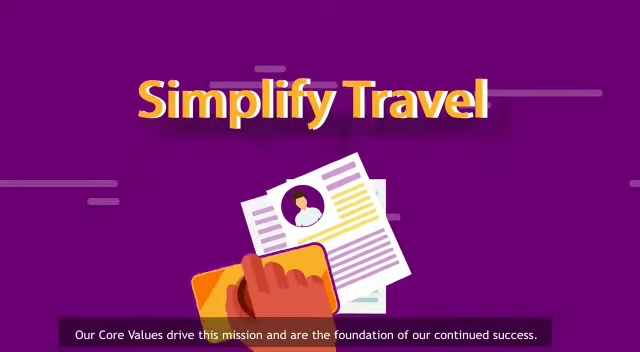 Simplify Travel
Our Core Values drive this mission and are the foundation of our continued success.